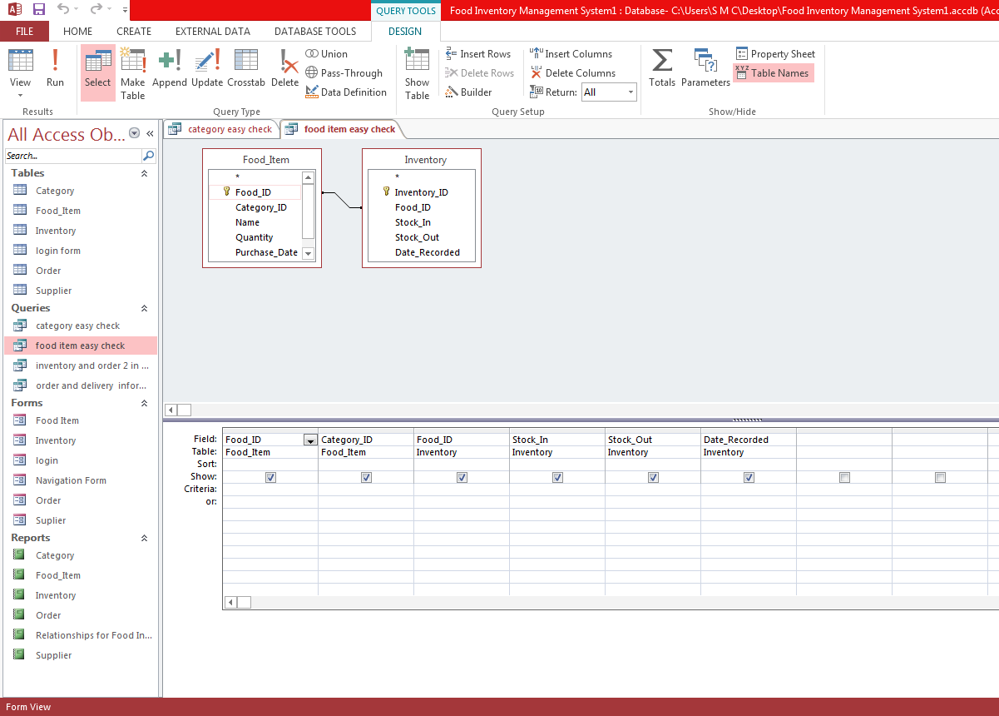 QUERY TOOLS
Food Inventory Management System1 : Database- C:\Users\S M C\Desktop\Food Inventory Management System1.accdb (Acc
FILE HOME CREATE EXTERNAL DATA DATABASE TOOLS DESIGN
View
Run
Results
Select
Make Table
Append
Update
Crosstab
Delete
Union
Pass-Through
Data Definition
Query Type
Show Table
Insert Rows
Delete Rows
Builder
Insert Columns
Delete Columns
Return: All
Query Setup
Totals
Parameters
Property Sheet
XYZ
Table Names
Show/Hide
All Access Ob...
Search...
Tables
Category
Food_Item
Inventory
login form
Order
Supplier
Queries
category easy check
food item easy check
inventory and order 2 in ...
order and delivery infor...
Forms
Food Item
Inventory
login
Navigation Form
Order
Suplier
Reports
Category
Food_Item
Inventory
Order
Relationships for Food In...
Supplier
category easy check
food item easy check
Food_Item
*
Food_ID
Category_ID
Name
Quantity
Purchase_Date
Inventory
*
Inventory_ID
Food_ID
Stock_In
Stock_Out
Date_Recorded
Field: Food_ID Category_ID Food_ID Stock_In Stock_Out Date_Recorded
Table: Food_Item Food_Item Inventory Inventory Inventory Inventory
Sort:
Show:
Criteria:
or:
Form View